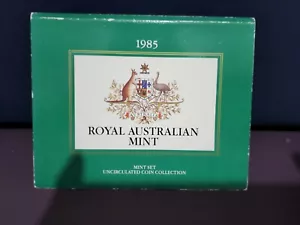 1985
ROYAL AUSTRALIAN
MINT
MINT SET
UNCIRCULATED COIN COLLECTION